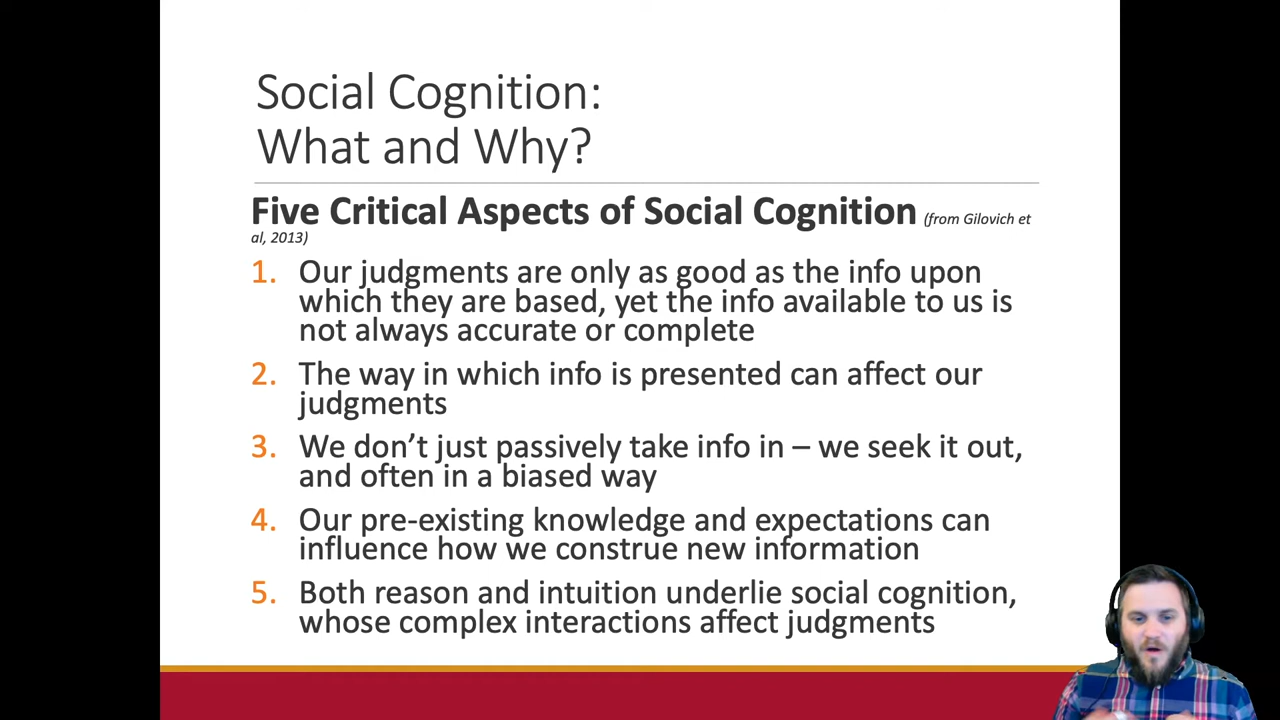 Social Cognition:
What and Why?
Five Critical Aspects of Social Cognition (from Gilovich et
al, 2013)
1. Our judgments are only as good as the info upon
which they are based, yet the info available to us is
not always accurate or complete
2. The way in which info is presented can affect our
judgments
3. We don’t just passively take info in – we seek it out,
and often in a biased way
4. Our pre-existing knowledge and expectations can
influence how we construe new information
5. Both reason and intuition underlie social cognition,
whose complex interactions affect judgments